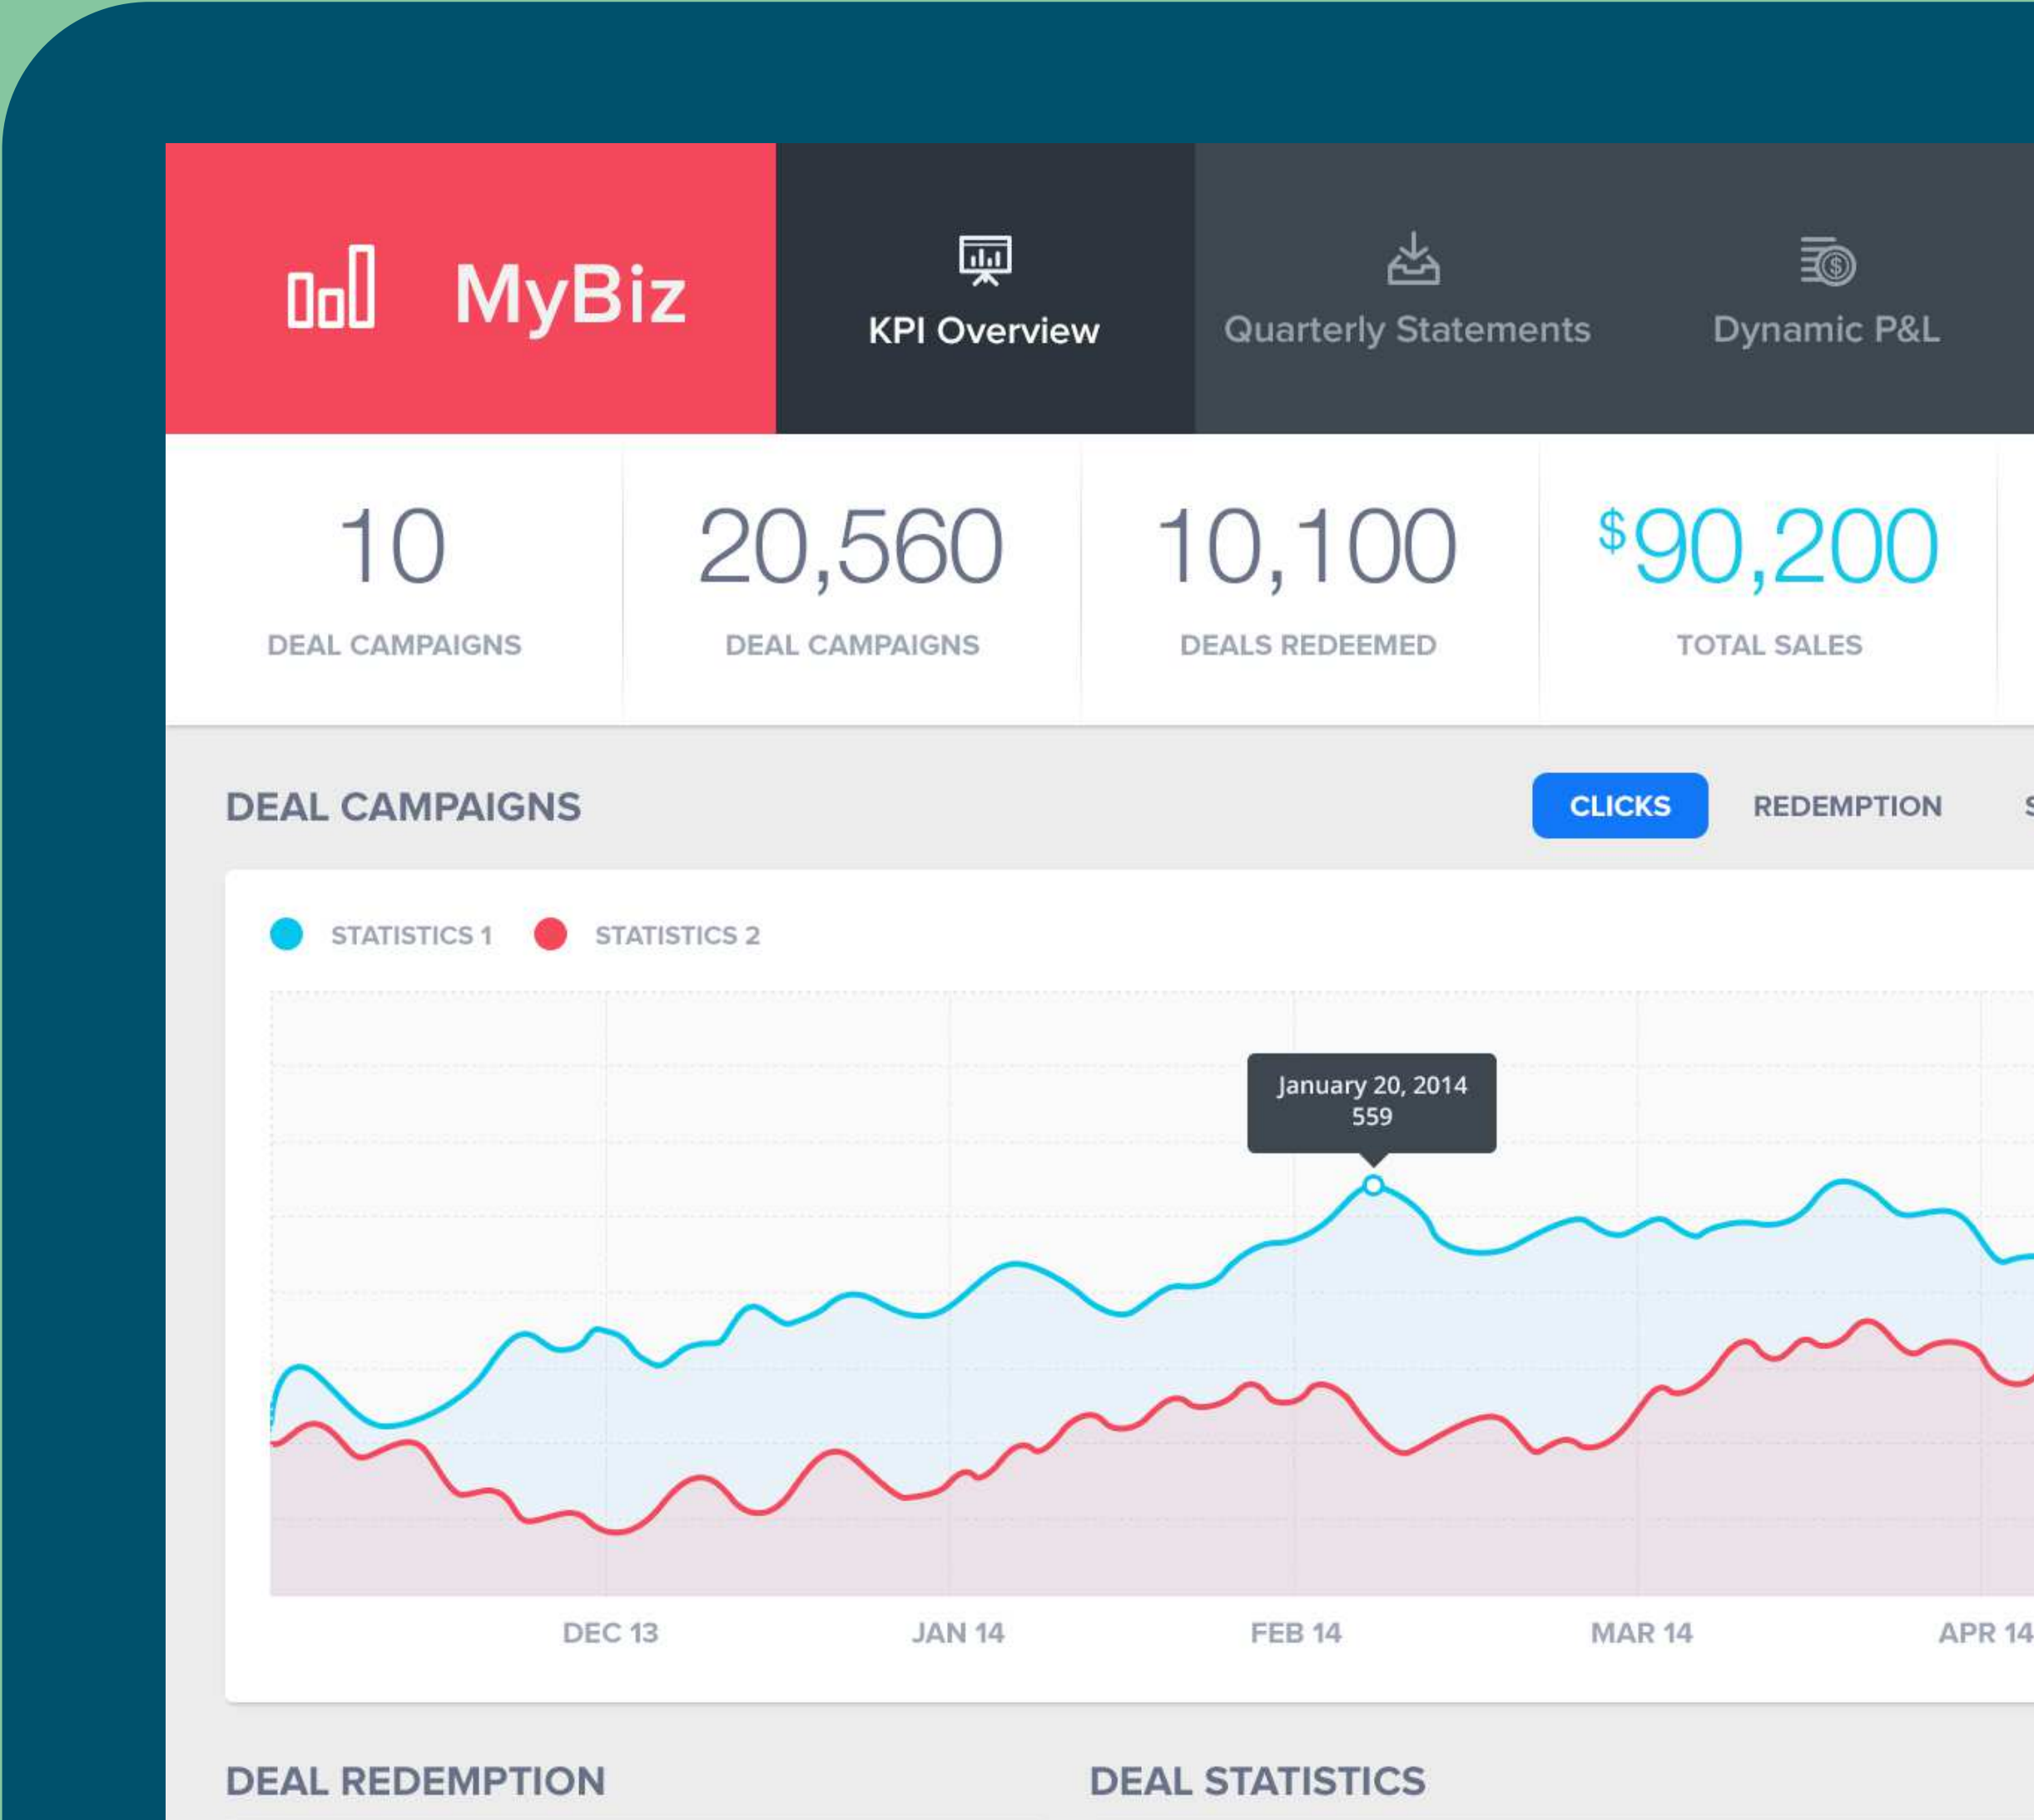 MyBiz
KPI Overview
Quarterly Statements
Dynamic P&L
10
DEAL CAMPAIGNS
20,560
DEAL CAMPAIGNS
10,100
DEALS REDEEMED
$90,200
TOTAL SALES
DEAL CAMPAIGNS
CLICKS
REDEMPTION
STATISTICS 1
STATISTICS 2
January 20, 2014
559
DEC 13
JAN 14
FEB 14
MAR 14
APR 14
DEAL REDEMPTION
DEAL STATISTICS